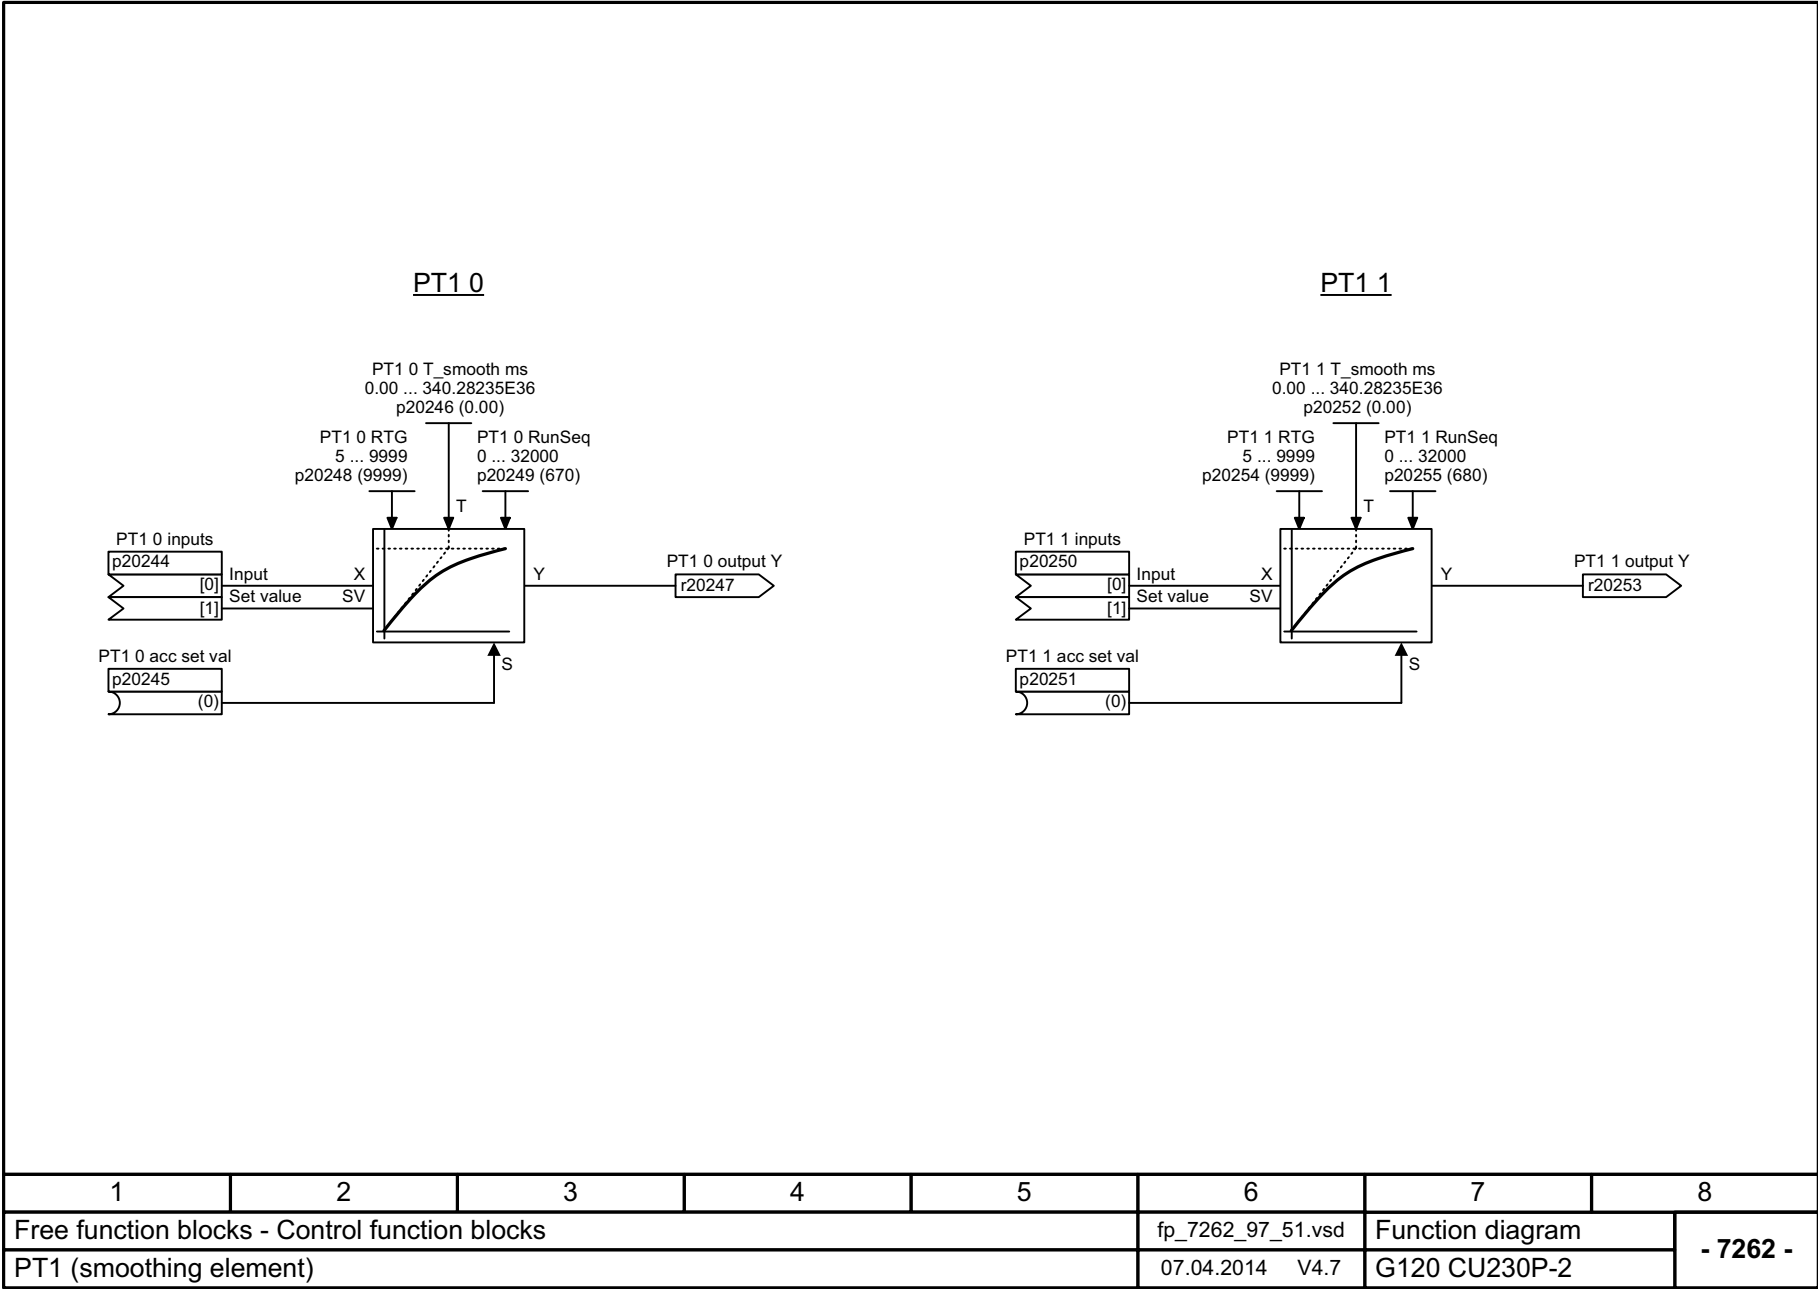 PT1 0
PT1 0 T_smooth ms
0.00 ... 340.28235E36
p20246 (0.00)
PT1 0 RTG
5 ... 9999
p20248 (9999)
PT1 0 RunSeq
0 ... 32000
p20249 (670)
T
PT1 0 inputs
p20244
[0]
[1]
Input
X
Set value
SV
Y
PT1 0 output Y
r20247
PT1 0 acc set val
p20245
(0)
S
PT1 1
PT1 1 T_smooth ms
0.00 ... 340.28235E36
p20252 (0.00)
PT1 1 RTG
5 ... 9999
p20254 (9999)
PT1 1 RunSeq
0 ... 32000
p20255 (680)
T
PT1 1 inputs
p20250
[0]
[1]
Input
X
Set value
SV
Y
PT1 1 output Y
r20253
PT1 1 acc set val
p20251
(0)
S
1 2 3 4 5 6 7 8
Free function blocks - Control function blocks
fp_7262_97_51.vsd
Function diagram
- 7262 -
PT1 (smoothing element)
07.04.2014 V4.7
G120 CU230P-2